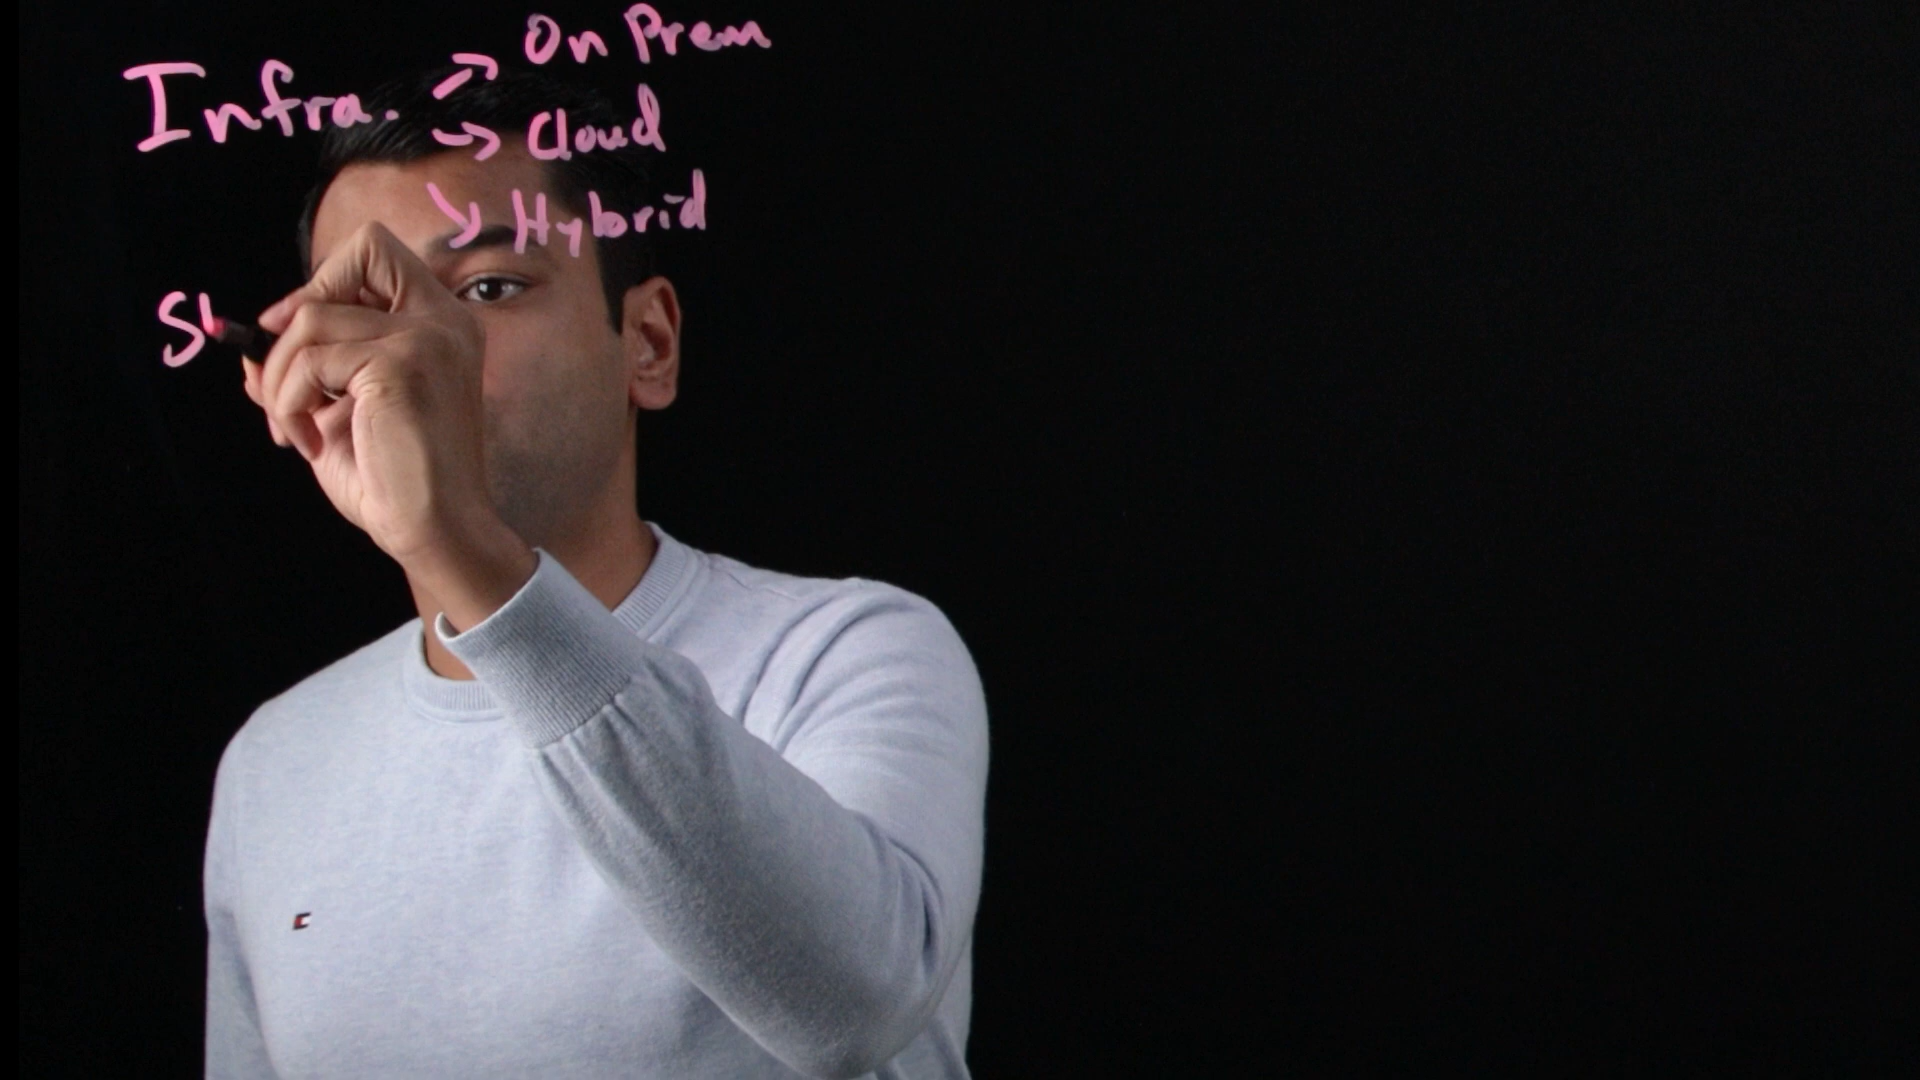 Infra. → On Prem
→ Cloud
→ Hybrid